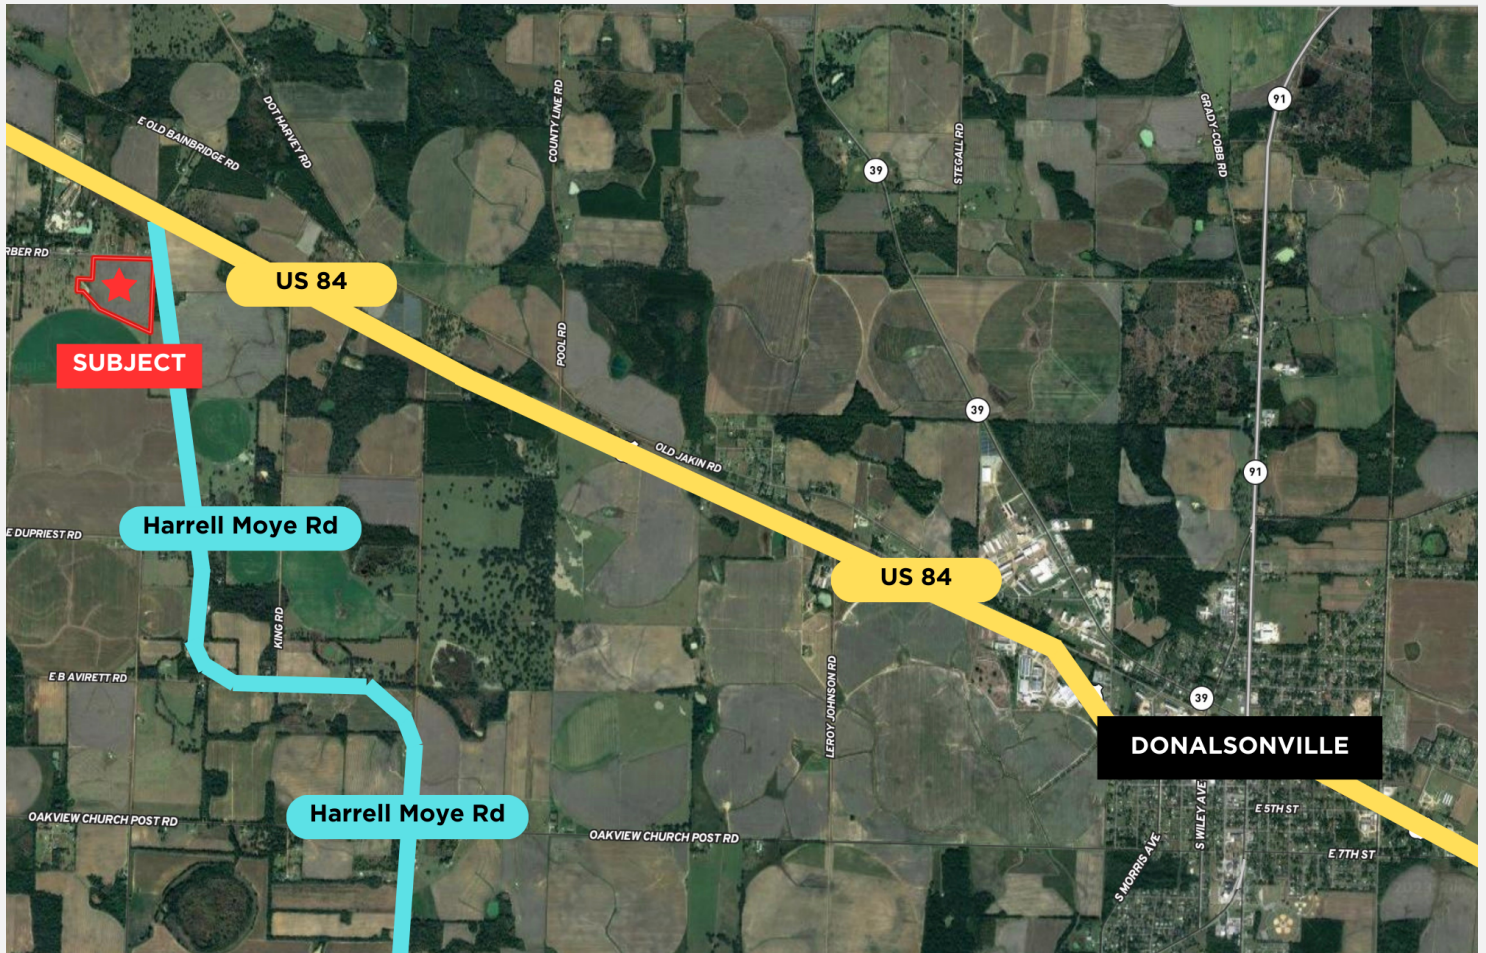 91
GRADY-COBB RD
COUNTY LINE RD
DOT HARVEY RD
E OLD BAINBRIDGE RD
STEGALL RD
39
RBER RD
US 84
POOL RD
SUBJECT
39
OLD JAKIN RD
91
Harrell Moye Rd
E DUPRIEST RD
US 84
KING RD
E B AVIRETT RD
LEROY JOHNSON RD
39
DONALSONVILLE
Harrell Moye Rd
OAKVIEW CHURCH POST RD
OAKVIEW CHURCH POST RD
S WILEY AVE
E 5TH ST
E 7TH ST
S MORRIS AVE